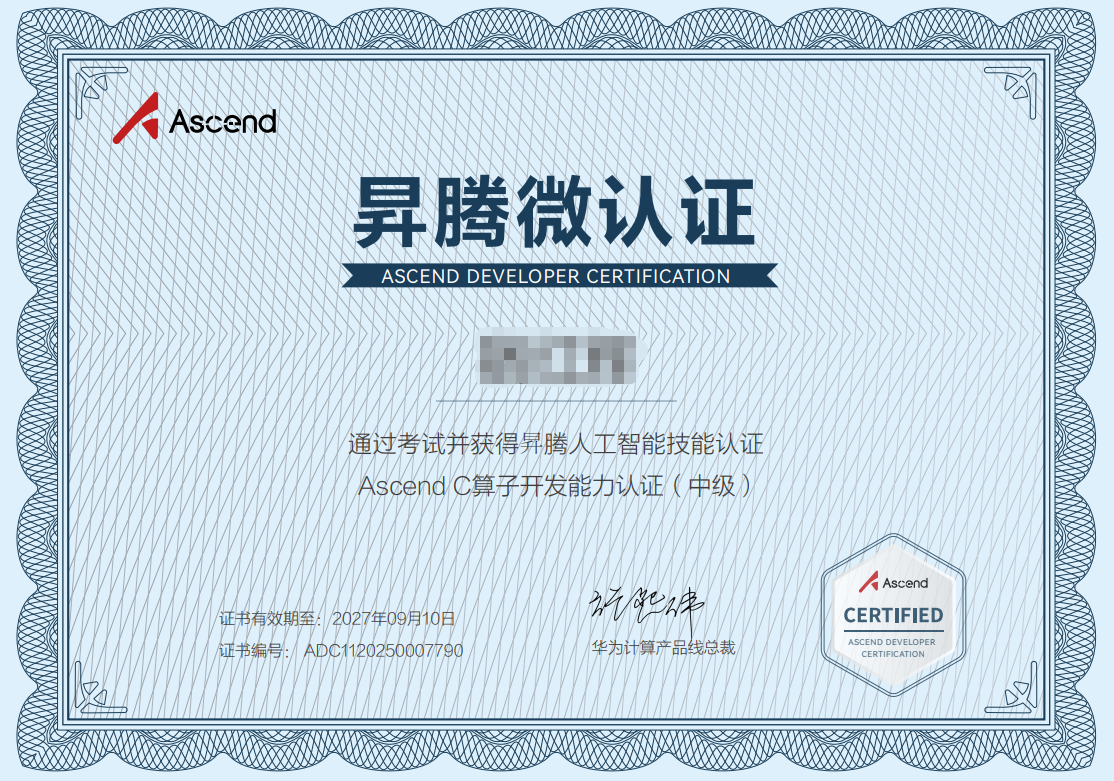 Ascend
昇腾微认证
ASCEND DEVELOPER CERTIFICATION
通过考试并获得昇腾人工智能技能认证
Ascend C算子开发能力认证（中级）
证书有效期至：2027年09月10日
证书编号： ADC1120250007790
华为计算产品线总裁
Ascend
CERTIFIED
ASCEND DEVELOPER
CERTIFICATION